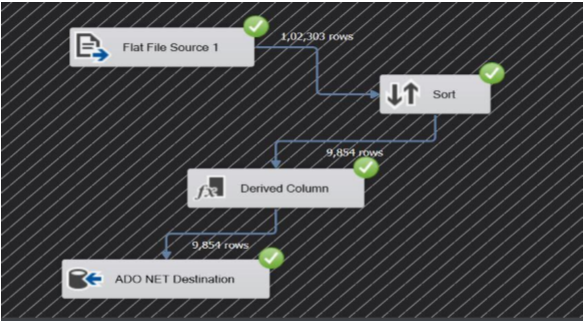 Flat File Source 1
1,02,303 rows
Sort
9,854 rows
Derived Column
9,854 rows
ADO NET Destination